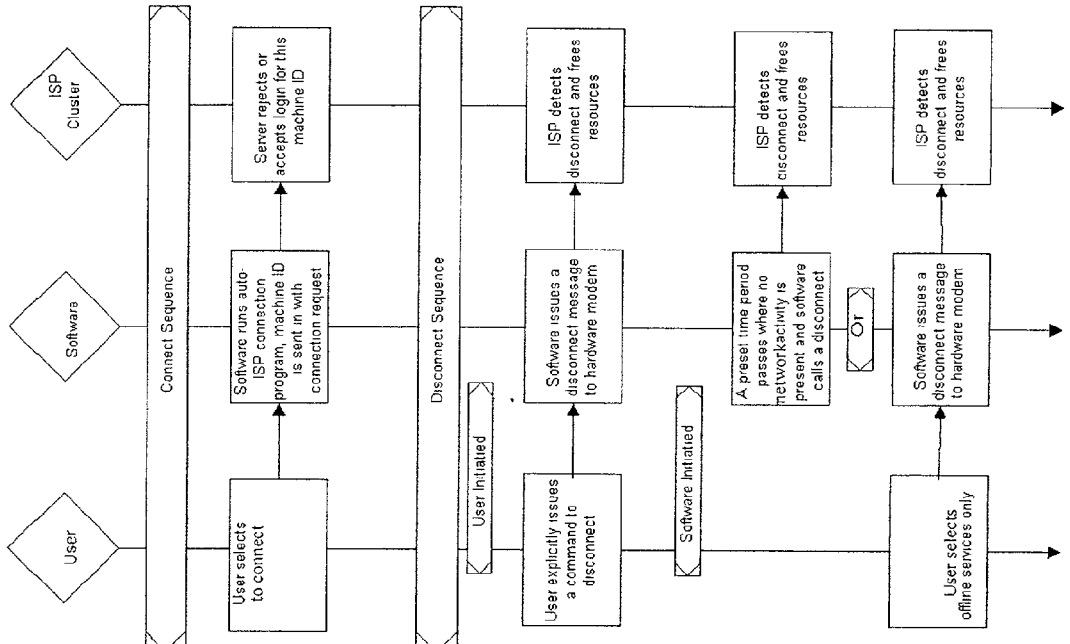 User
Software
ISP
Cluster
Connect Sequence
User selects
to connect
Software runs auto-
ISP connection
program, machine ID
is sent in with
connection request
Server rejects or
accepts login for this
machine ID
Disconnect Sequence
User Initiatied
User explicitly issues
a command to
disconnect
Software issues a
disconnect message
to hardware modem
ISP detects
disconnect and frees
resources
Software Initiatied
A preset time period
passes where no
networkactivity is
present and software
calls a disconnect
ISP detects
disconnect and frees
resources
Or
User selects
offline services only
Software issues a
disconnect message
to hardware modem
ISP detects
disconnect and frees
resources